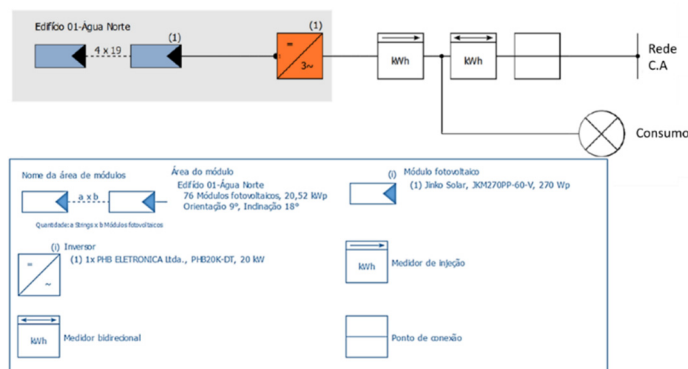 Edifído 01-Água Norte
(1)
4 x 19
(1)
=
3~
kWh
kWh
Rede
C.A
Consumo
Nome da área de módulos
a x b
Quantidade: a Strings x b Módulos fotovoltaicos
Área do módulo
Edifído 01-Água Norte
76 Módulos fotovoltaicos, 20,52 kWp
Orientação 9°, Inclinação 18°
(i) Módulo fotovoltaico
(1) Jinko Solar, JKM270PP-60-V, 270 Wp
(i) Inversor
(1) 1x PHB ELETRONICA Ltda., PHB20K-DT, 20 kW
=
~
kWh
Medidor de injeção
kWh
Medidor bidirecional
Ponto de conexão